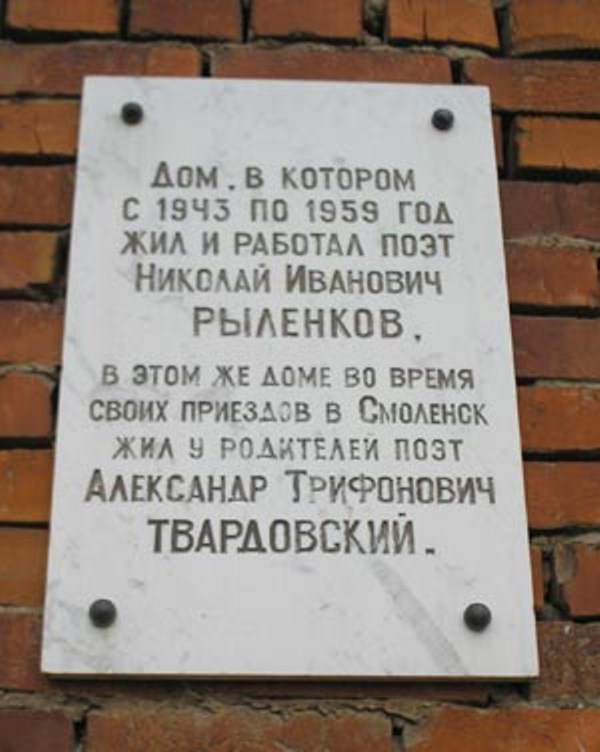 Дом, в котором
с 1943 по 1959 год
жил и работал поэт
Николай Иванович
РЫЛЕНКОВ.
В этом же доме во время
своих приездов в Смоленск
жил у родителей поэт
Александр Трифонович
ТВАРДОВСКИЙ.